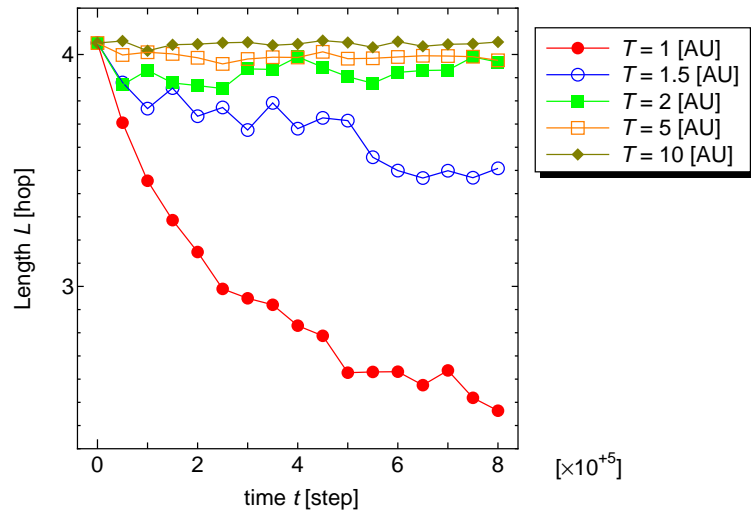 4
3
Length L [hop]
0
2
4
6
8
[×10+5]
time t [step]
T = 1 [AU]
T = 1.5 [AU]
T = 2 [AU]
T = 5 [AU]
T = 10 [AU]